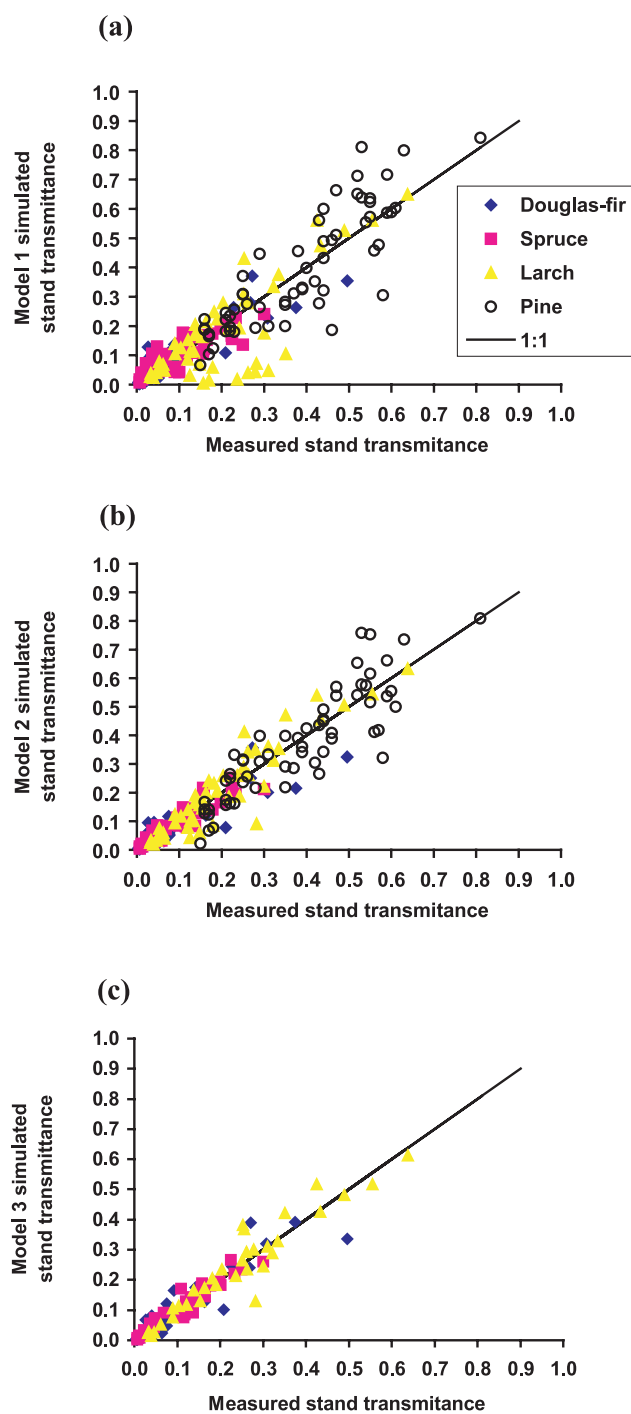 (a)
Model 1 simulated
stand transmittance
1.0
0.9
0.8
0.7
0.6
0.5
0.4
0.3
0.2
0.1
0.0
0.0 0.1 0.2 0.3 0.4 0.5 0.6 0.7 0.8 0.9 1.0
Measured stand transmitance
Douglas-fir
Spruce
Larch
Pine
1:1
(b)
Model 2 simulated
stand transmittance
1.0
0.9
0.8
0.7
0.6
0.5
0.4
0.3
0.2
0.1
0.0
0.0 0.1 0.2 0.3 0.4 0.5 0.6 0.7 0.8 0.9 1.0
Measured stand transmitance
(c)
Model 3 simulated
stand transmittance
1.0
0.9
0.8
0.7
0.6
0.5
0.4
0.3
0.2
0.1
0.0
0.0 0.1 0.2 0.3 0.4 0.5 0.6 0.7 0.8 0.9 1.0
Measured stand transmitance